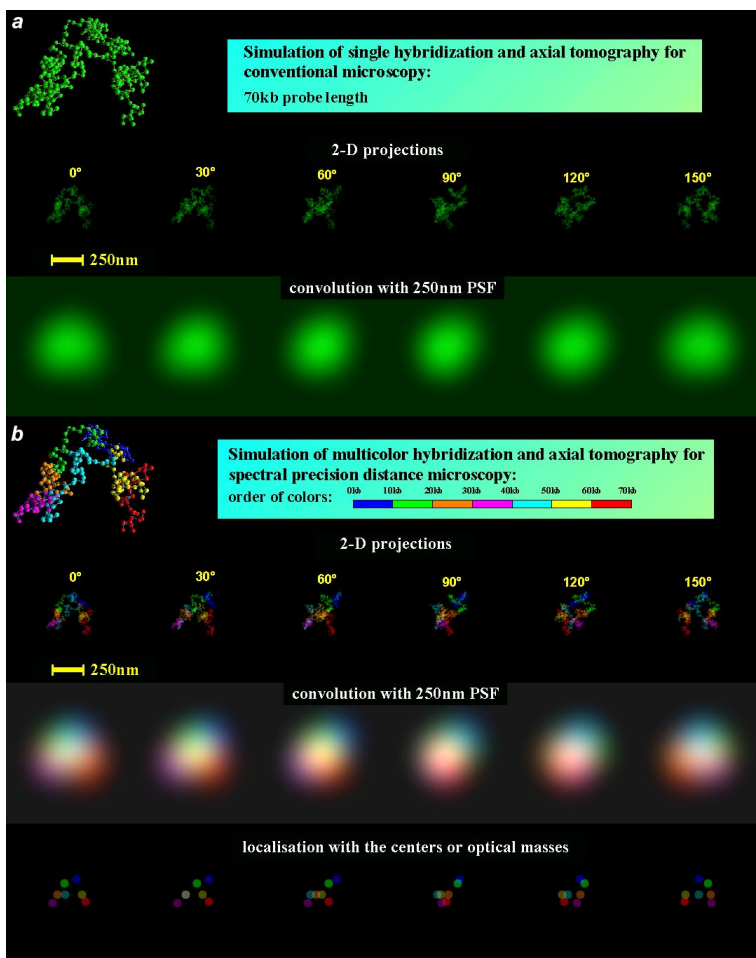 a
Simulation of single hybridization and axial tomography for
conventional microscopy:
70kb probe length
2-D projections
0° 30° 60° 90° 120° 150°
250nm
convolution with 250nm PSF
b
Simulation of multicolor hybridization and axial tomography for
spectral precision distance microscopy:
order of colors: 0kb 10kb 20kb 30kb 40kb 50kb 60kb 70kb
2-D projections
0° 30° 60° 90° 120° 150°
250nm
convolution with 250nm PSF
localisation with the centers or optical masses